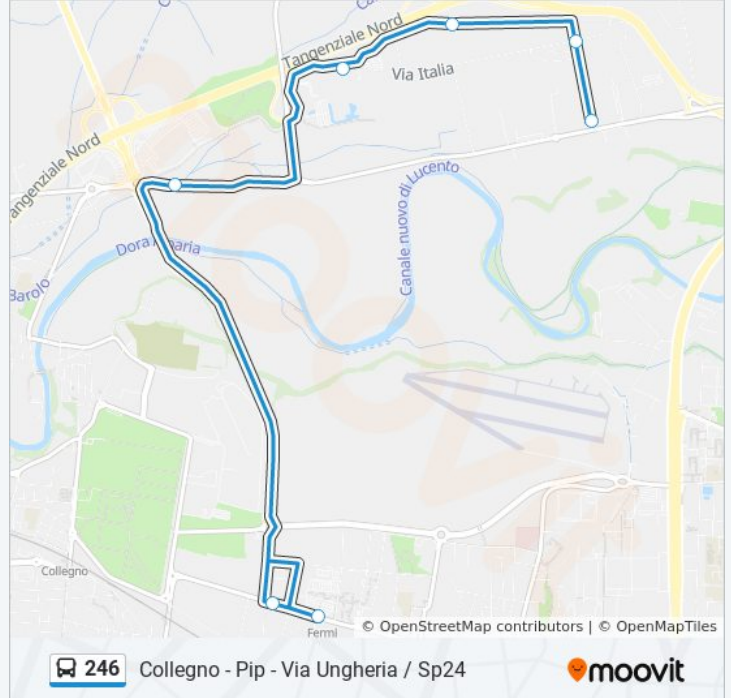 Ca
Tangenziale Nord
Via Italia
Tangenziale Nord
Canale nuovo di Lucento
Dora Riparia
Barolo
Collegno
Fermi
© OpenStreetMap contributors | © OpenMapTiles
246 Collegno - Pip - Via Ungheria / Sp24
moovit